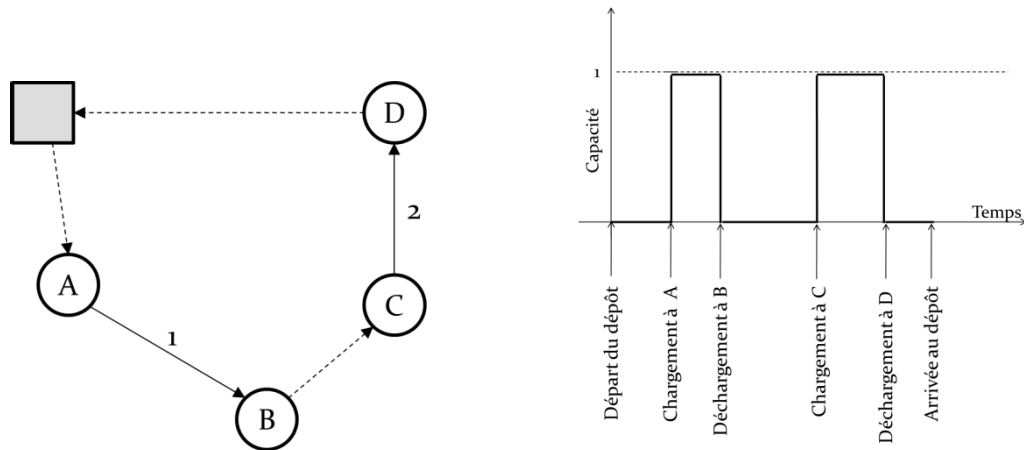 D
2
A
C
1
B
1
Capacité
Temps
Départ du dépôt
Chargement à A
Déchargement à B
Chargement à C
Déchargement à D
Arrivée au dépôt